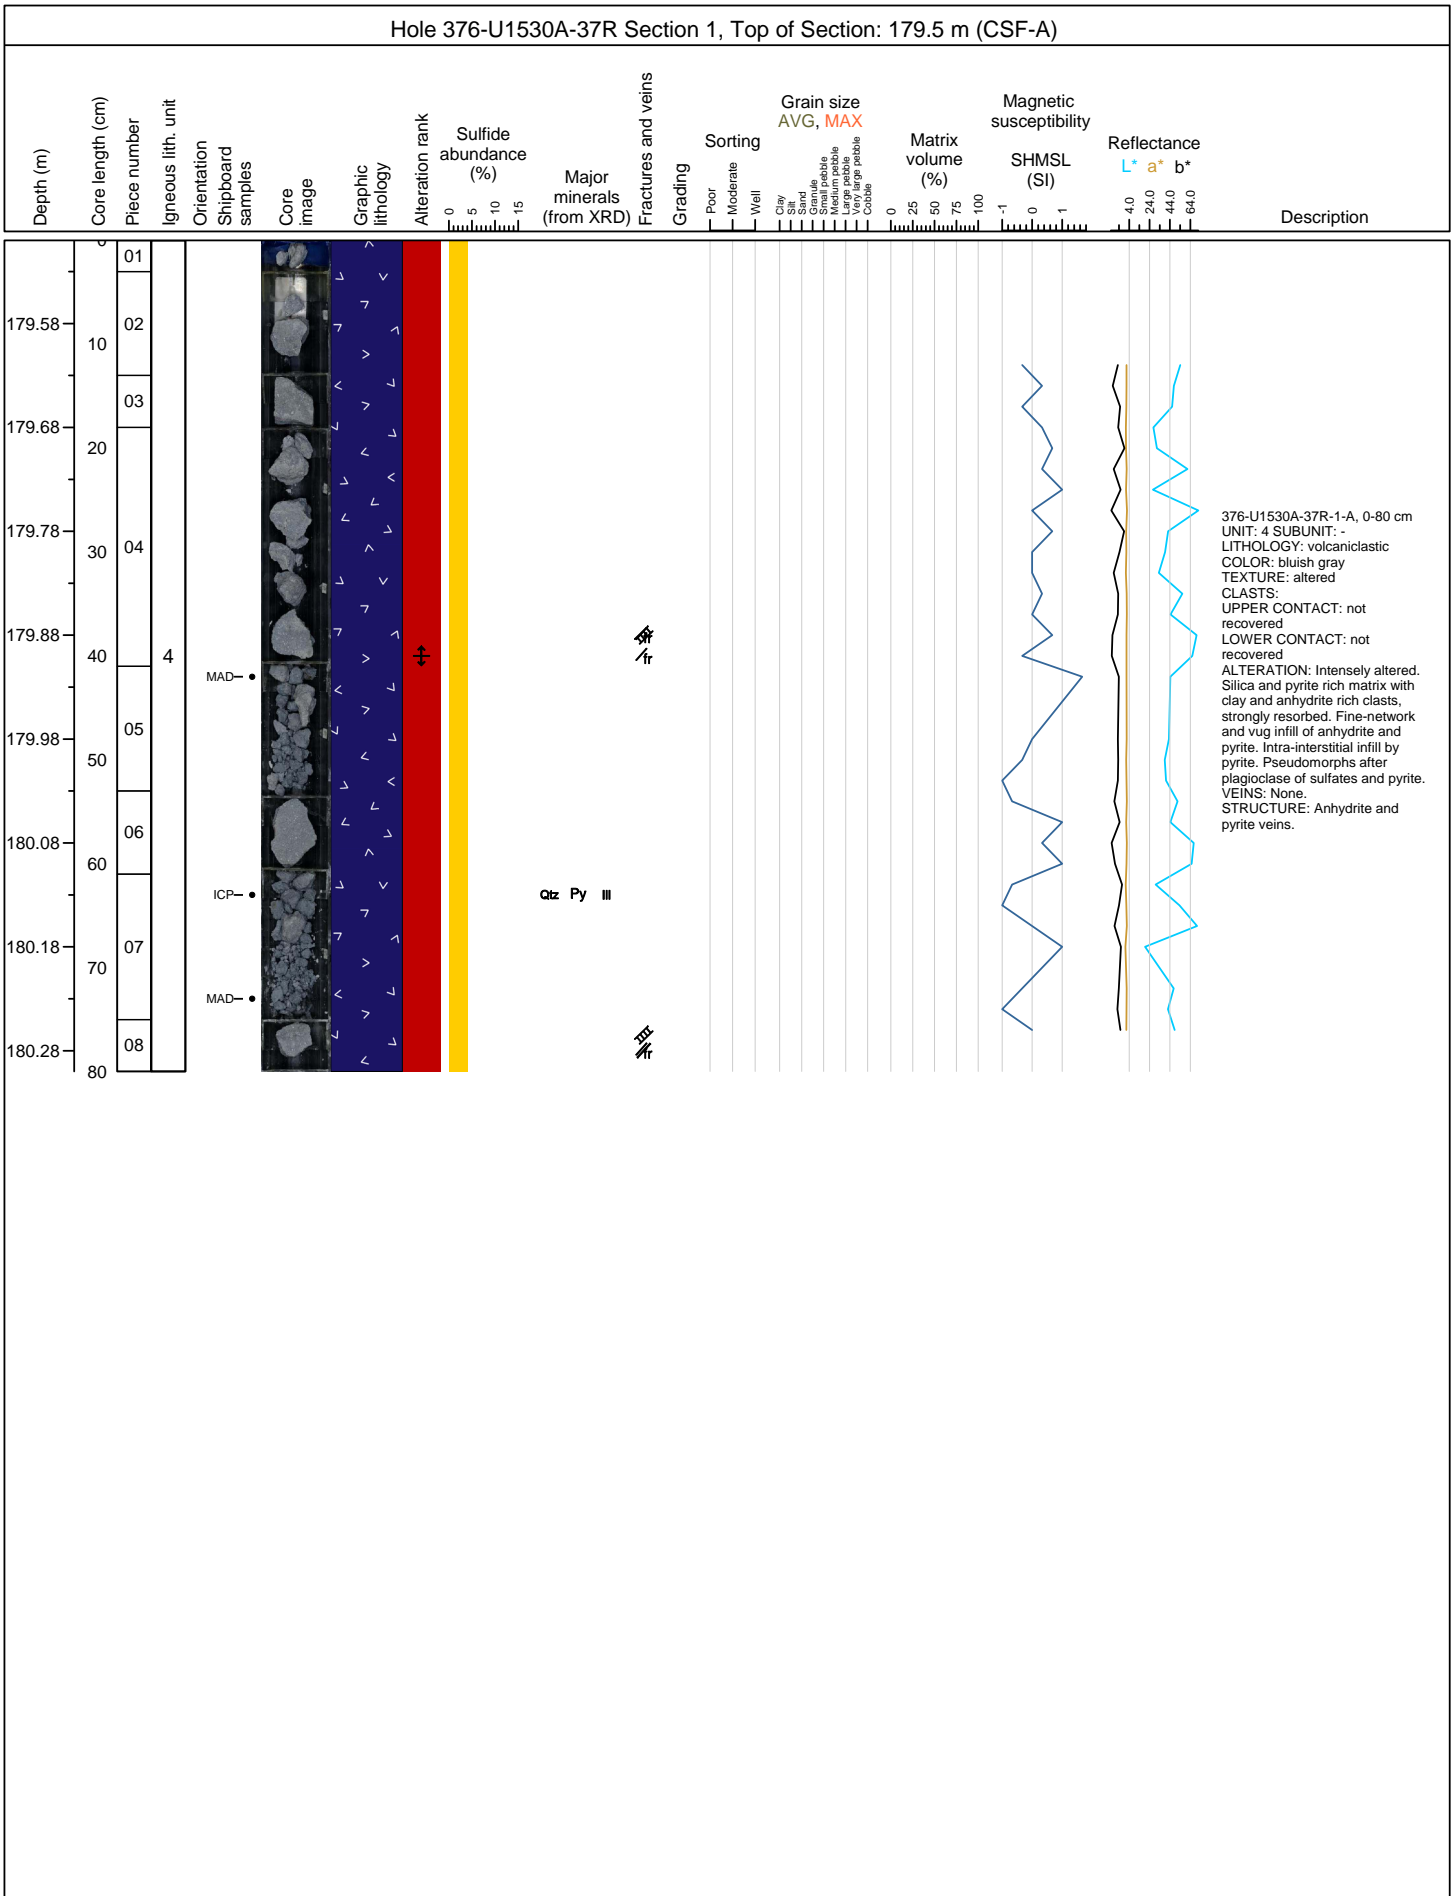 Hole 376-U1530A-37R Section 1, Top of Section: 179.5 m (CSF-A)
Depth (m)
Core length (cm)
Piece number
Igneous lith. unit
Orientation
Shipboard
samples
Core
image
Graphic
lithology
Alteration rank
Sulfide
abundance
(%)
0 5 10 15
Major
minerals
(from XRD)
Fractures and veins
Grading
Sorting
Poor
Moderate
Well
Grain size
AVG, MAX
Clay
Silt
Sand
Granule
Small pebble
Medium pebble
Large pebble
Very large pebble
Cobble
Matrix
volume
(%)
0 25 50 75 100
Magnetic
susceptibility
SHMSL
(SI)
-1 0 1
Reflectance
L* a* b*
4.0 24.0 44.0 64.0
Description
0
01
179.58
02
10
03
179.68
20
179.78
04
30
179.88
fr
40
4
fr
MAD
05
179.98
50
06
180.08
60
ICP
Qtz Py Ill
07
180.18
70
MAD
08
fr
180.28
80
376-U1530A-37R-1-A, 0-80 cm
UNIT: 4 SUBUNIT: -
LITHOLOGY: volcaniclastic
COLOR: bluish gray
TEXTURE: altered
CLASTS:
UPPER CONTACT: not
recovered
LOWER CONTACT: not
recovered
ALTERATION: Intensely altered.
Silica and pyrite rich matrix with
clay and anhydrite rich clasts,
strongly resorbed. Fine-network
and vug infill of anhydrite and
pyrite. Intra-interstitial infill by
pyrite. Pseudomorphs after
plagioclase of sulfates and pyrite.
VEINS: None.
STRUCTURE: Anhydrite and
pyrite veins.